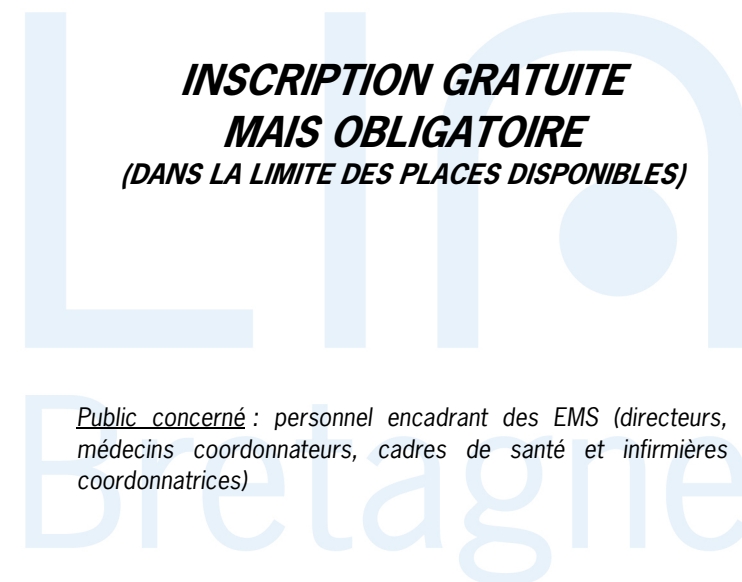 INSCRIPTION GRATUITE
MAIS OBLIGATOIRE
(DANS LA LIMITE DES PLACES DISPONIBLES)
Public concerné : personnel encadrant des EMS (directeurs,
médecins coordonnateurs, cadres de santé et infirmières
coordonnatrices)
Bretagne